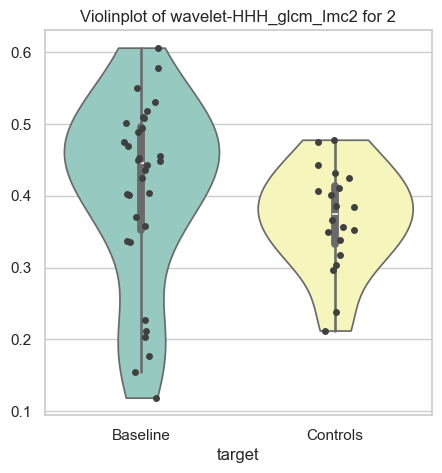 Violinplot of wavelet-HHH_glcm_Imc2 for 2
0.6
0.5
0.4
0.3
0.2
0.1
Baseline
Controls
target